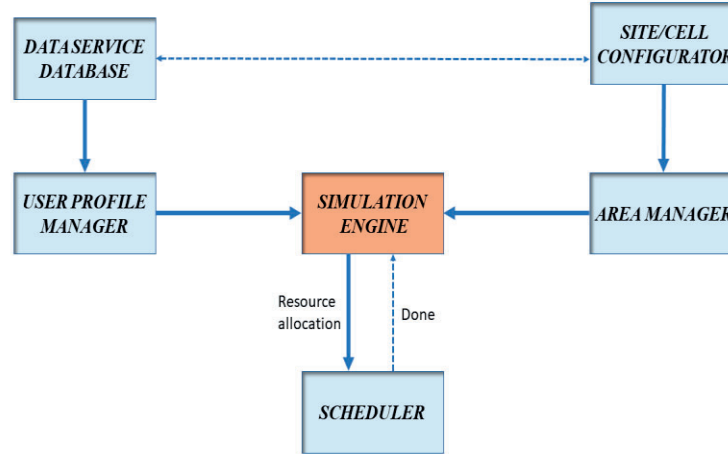 DATA SERVICE
DATABASE
SITE/CELL
CONFIGURATOR
USER PROFILE
MANAGER
SIMULATION
ENGINE
AREA MANAGER
Resource
allocation
Done
SCHEDULER